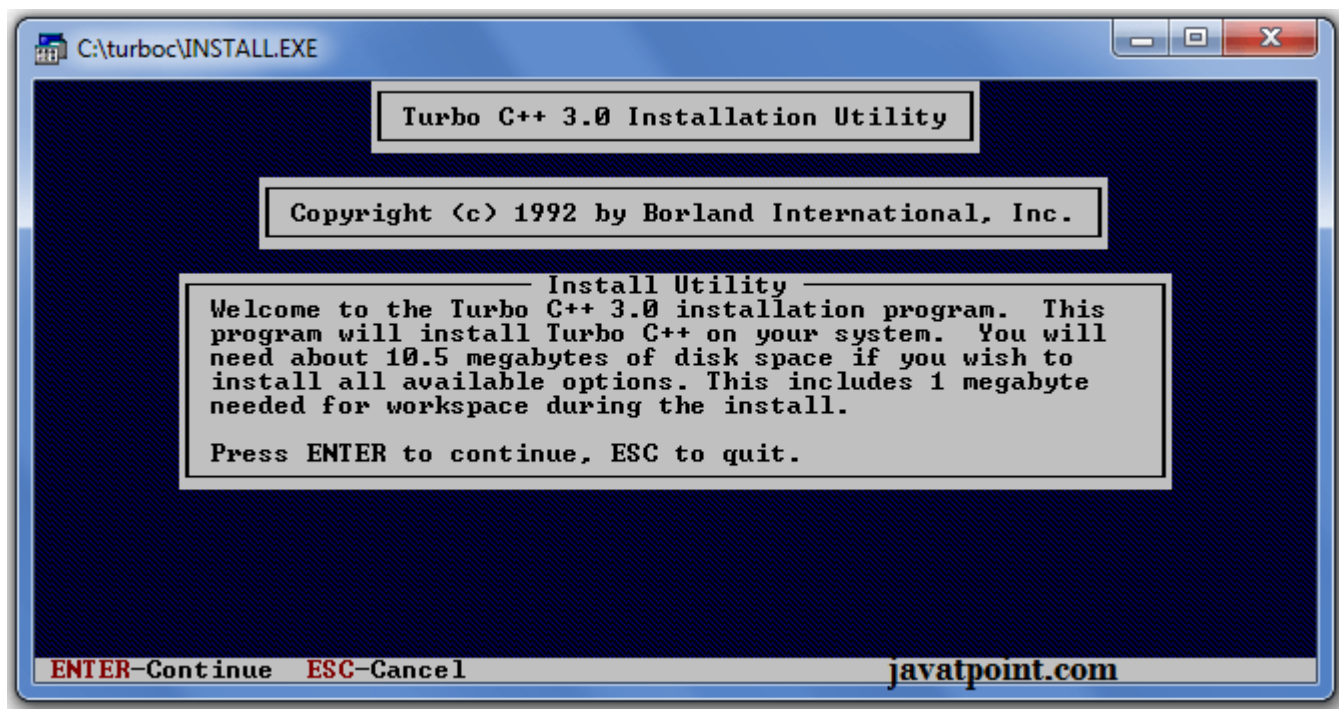 C:\turboc\INSTALL.EXE
Turbo C++ 3.0 Installation Utility
Copyright (c) 1992 by Borland International, Inc.
Install Utility
Welcome to the Turbo C++ 3.0 installation program.  This
program will install Turbo C++ on your system.  You will
need about 10.5 megabytes of disk space if you wish to
install all available options. This includes 1 megabyte
needed for workspace during the install.
Press ENTER to continue, ESC to quit.
ENTER-Continue  ESC-Cancel
javatpoint.com